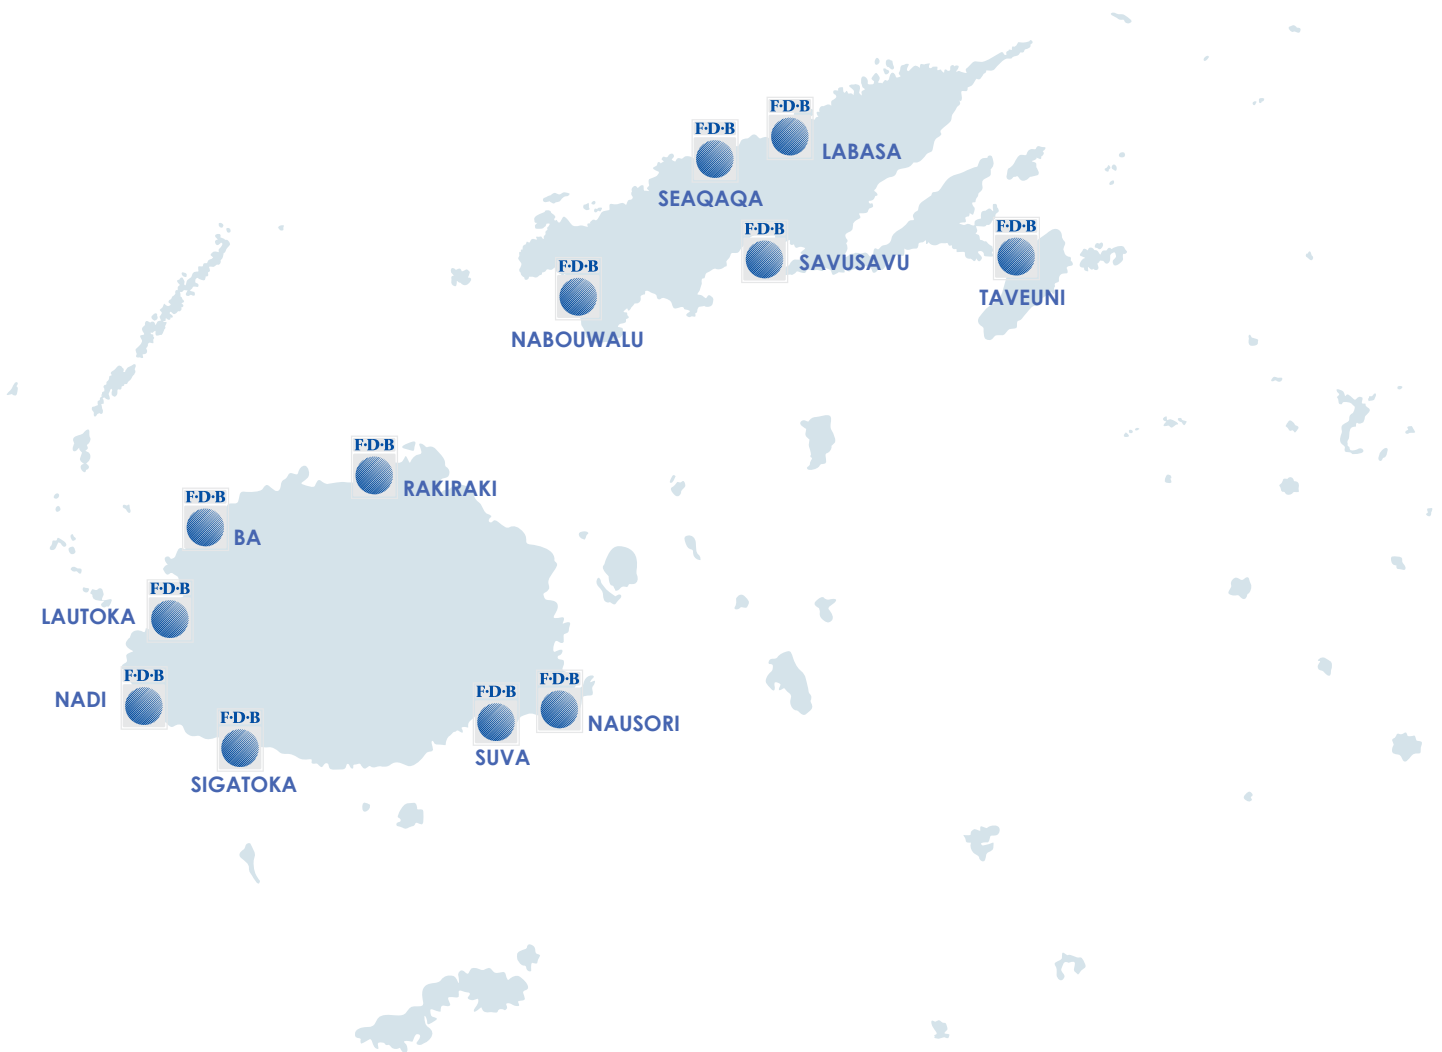 F·D·B
LABASA
F·D·B
SEAQAQA
F·D·B
SAVUSAVU
F·D·B
TAVEUNI
F·D·B
NABOUWALU
F·D·B
RAKIRAKI
F·D·B
BA
F·D·B
LAUTOKA
F·D·B
NADI
F·D·B
SIGATOKA
F·D·B
SUVA
F·D·B
NAUSORI